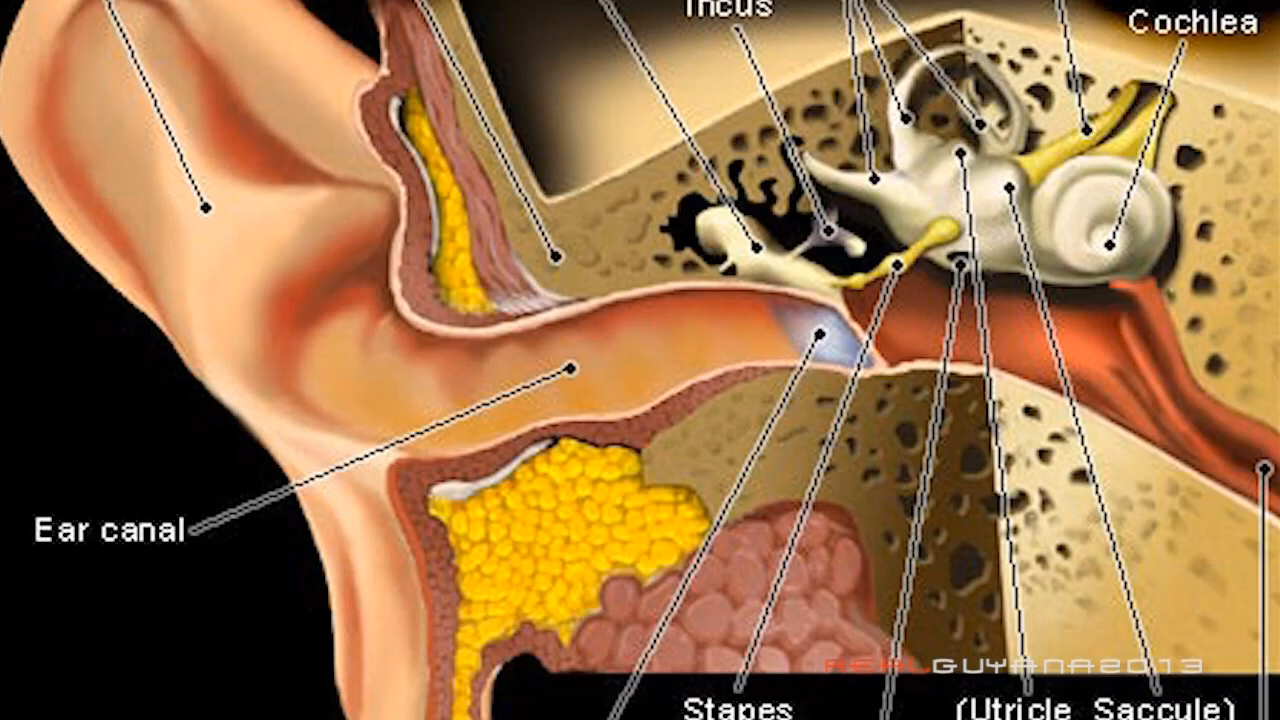 Incus
Cochlea
Ear canal
REALGUYANA2013
Stapes
(Utricle Saccule)